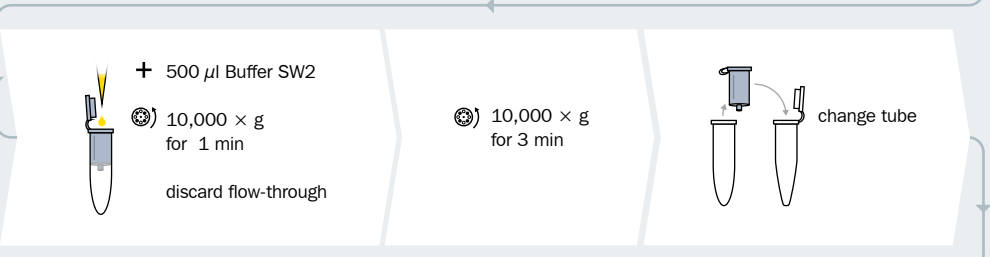 + 500 µl Buffer SW2
10,000 × g
for 1 min
discard flow-through
10,000 × g
for 3 min
change tube